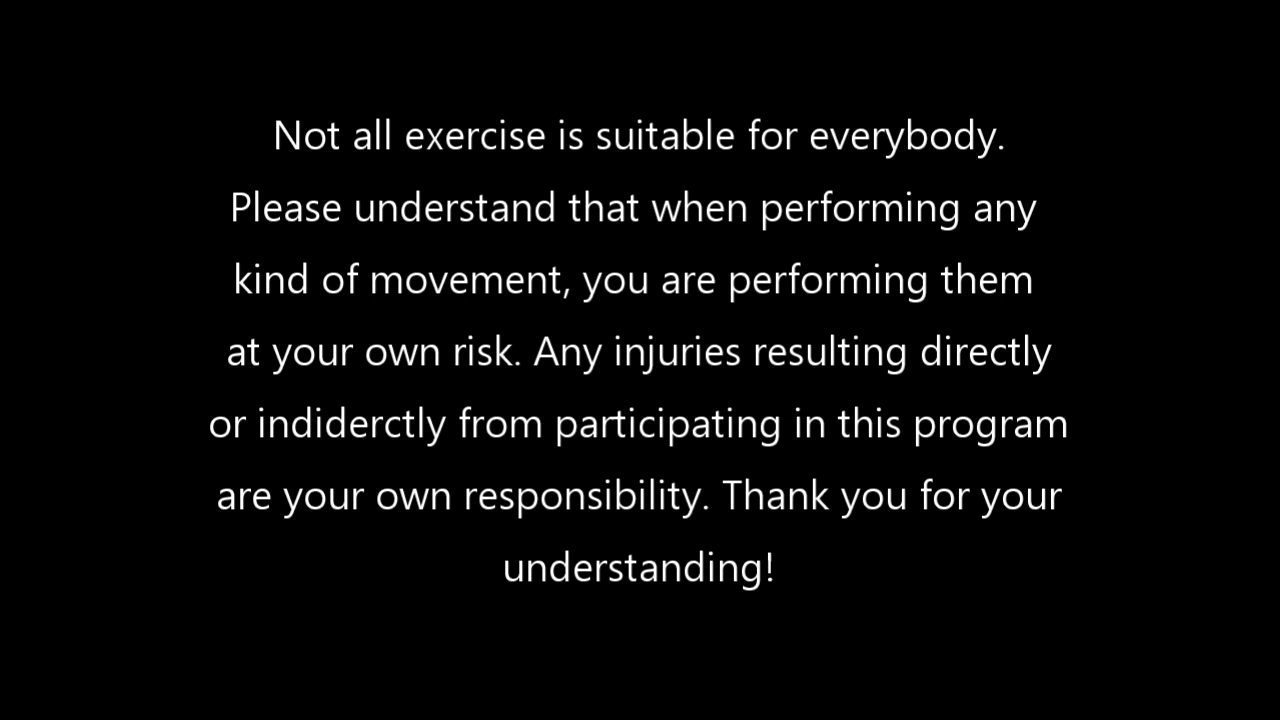 Not all exercise is suitable for everybody.
Please understand that when performing any
kind of movement, you are performing them
at your own risk. Any injuries resulting directly
or indiderctly from participating in this program
are your own responsibility. Thank you for your
understanding!